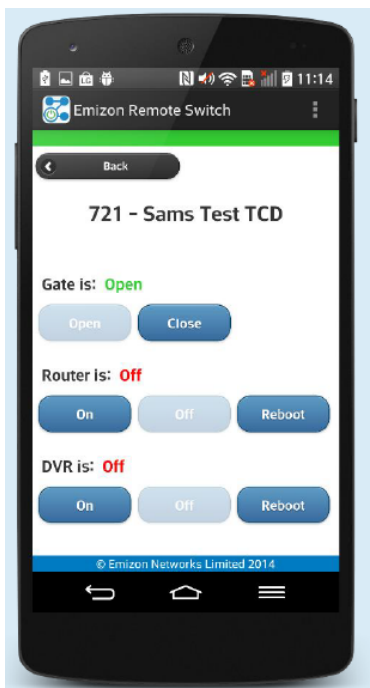 11:14
Emizon Remote Switch
Back
721 - Sams Test TCD
Gate is: Open
Open Close
Router is: Off
On Off Reboot
DVR is: Off
On Off Reboot
© Emizon Networks Limited 2014